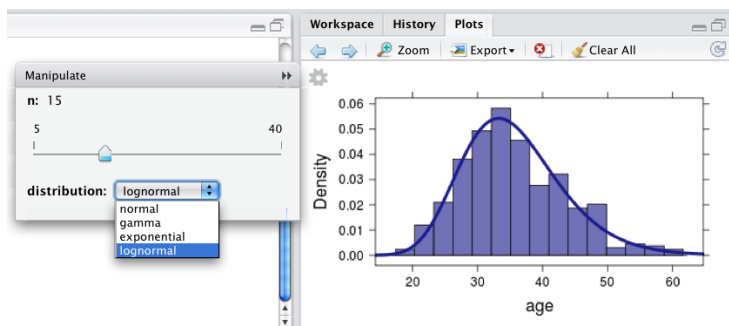 Workspace History Plots
Zoom Export Clear All
Manipulate
n: 15
5 40
distribution: lognormal
normal
gamma
exponential
lognormal
0.06
0.05
0.04
0.03
0.02
0.01
0.00
Density
20 30 40 50 60
age